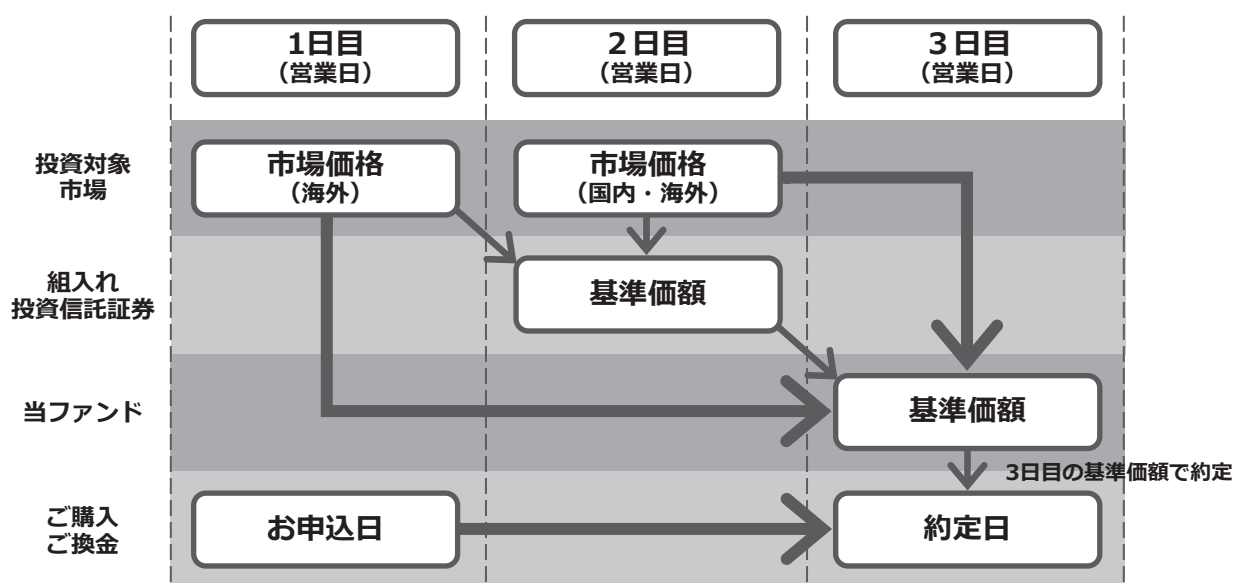 1日目
（営業日）
2日目
（営業日）
3日目
（営業日）
投資対象
市場
市場価格
（海外）
市場価格
（国内・海外）
組入れ
投資信託証券
基準価額
当ファンド
基準価額
3日目の基準価額で約定
ご購入
ご換金
お申込日
約定日